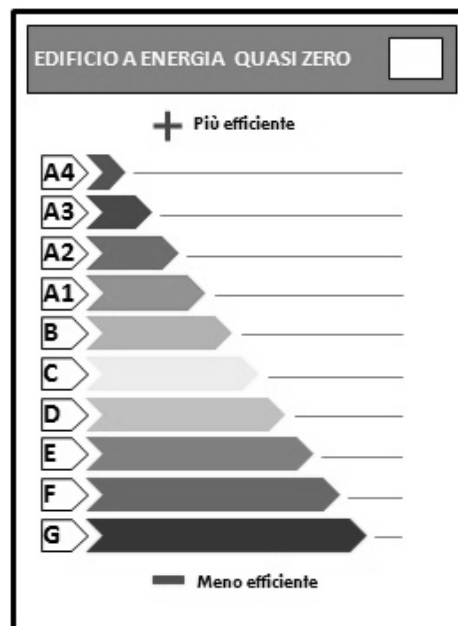 EDIFICIO A ENERGIA QUASI ZERO
+ Più efficiente
A4
A3
A2
A1
B
C
D
E
F
G
Meno efficiente